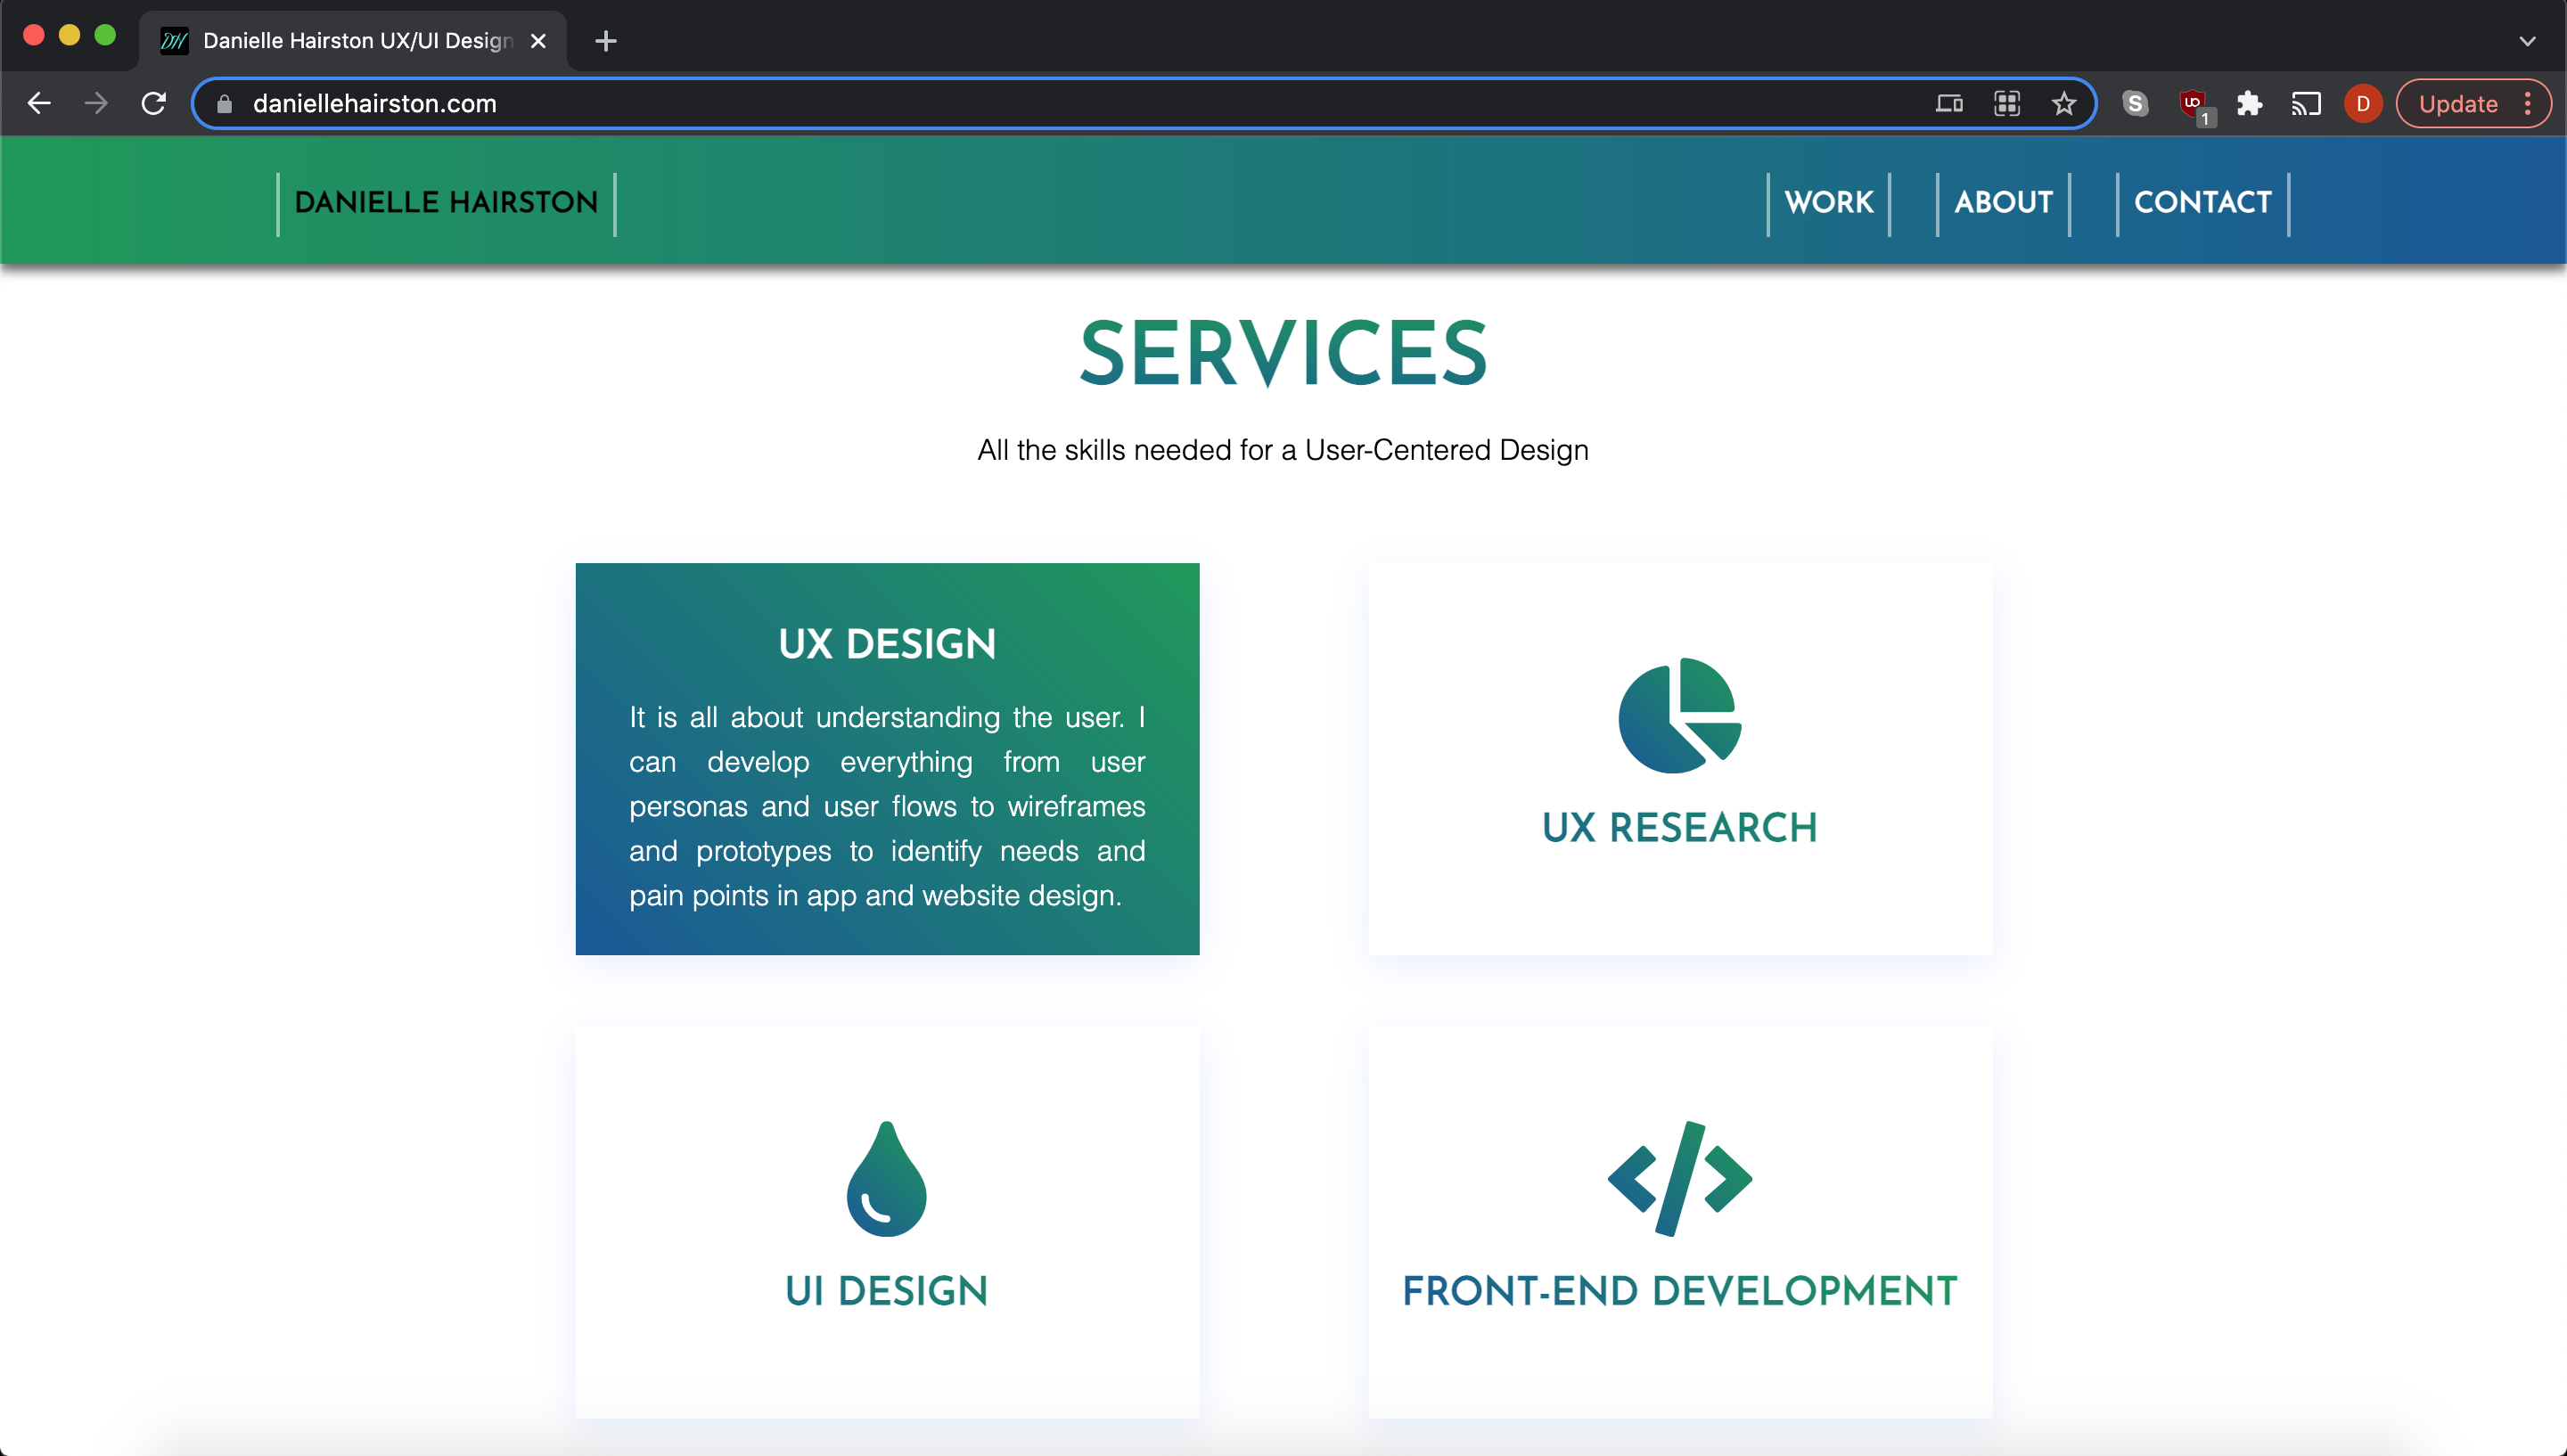 Danielle Hairston UX/UI Design
daniellehairston.com
S
UO
1
D
Update
DANIELLE HAIRSTON
WORK
ABOUT
CONTACT
SERVICES
All the skills needed for a User-Centered Design
UX DESIGN
It is all about understanding the user. I
can develop everything from user
personas and user flows to wireframes
and prototypes to identify needs and
pain points in app and website design.
UX RESEARCH
UI DESIGN
FRONT-END DEVELOPMENT